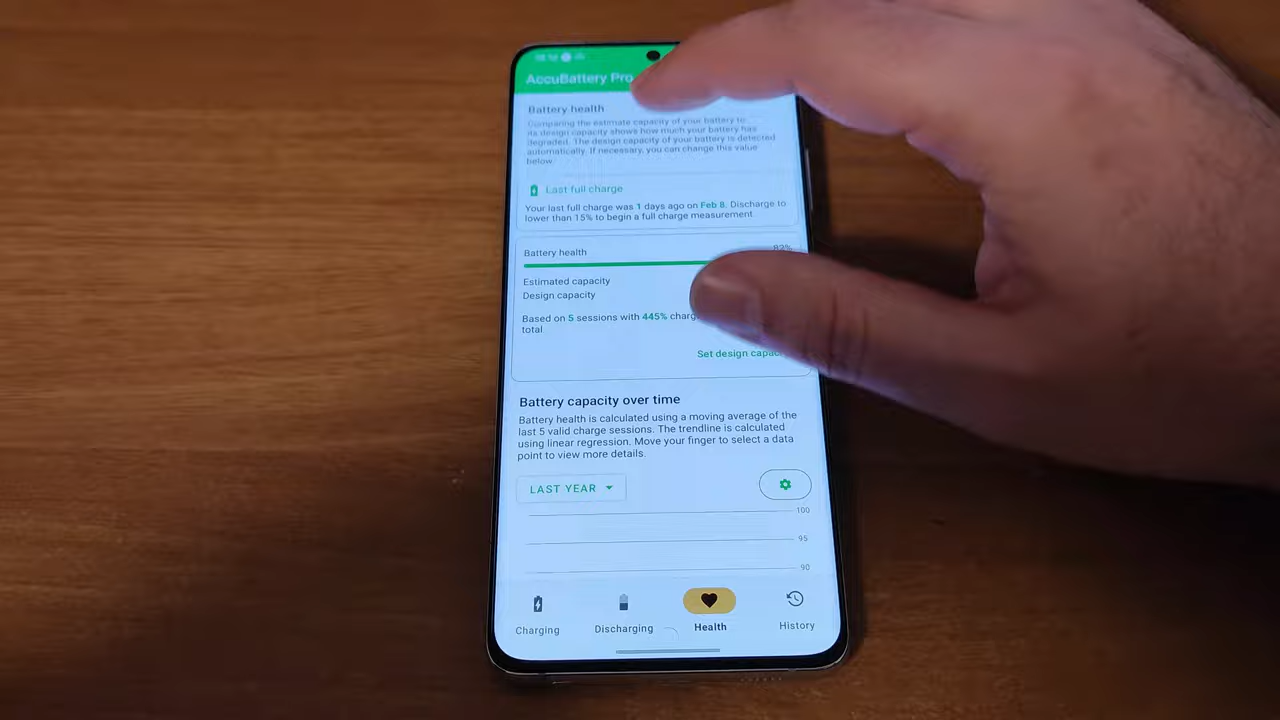 AccuBattery Pro
Battery health
Comparing the estimate capacity of your battery to
its design capacity shows how much your battery has
degraded. The design capacity of your battery is detected
automatically. If necessary, you can change this value
below.
Last full charge
Your last full charge was 1 days ago on Feb 8. Discharge to
lower than 15% to begin a full charge measurement
Battery health 82%
Estimated capacity
Design capacity
Based on 5 sessions with 445% charg
total
Set design capac
Battery capacity over time
Battery health is calculated using a moving average of the
last 5 valid charge sessions. The trendline is calculated
using linear regression. Move your finger to select a data
point to view more details.
LAST YEAR
100
95
90
Charging Discharging Health History